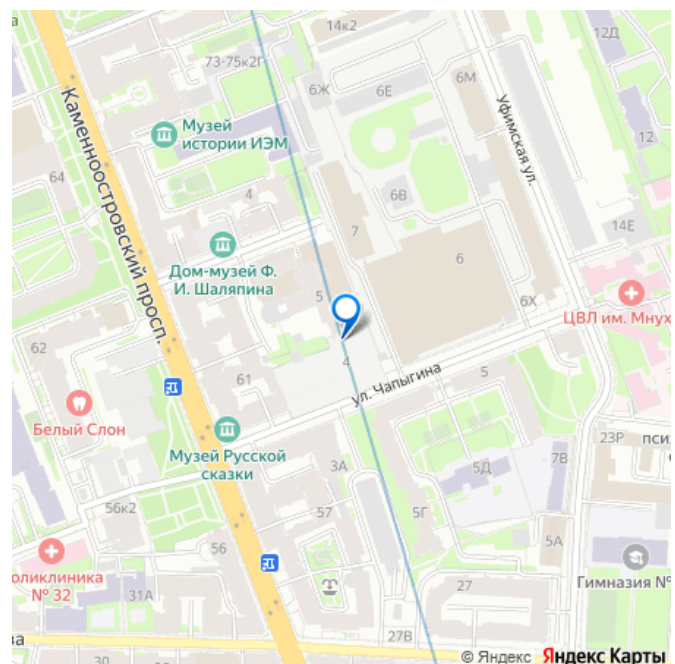 14к2
12Д
73-75к2Г
6М
6Ж
6Е
Музей
истории ИЭМ
Уфимская ул.
12
Каменноостровский просп.
64
4
6В
7
14Е
Дом-музей Ф.
И. Шаляпина
6
5
6Х
ЦВЛ им. Мнух
62
4
61
ул. Чапыгина
5
Белый Слон
Музей Русской
сказки
3А
5Д
7В
23Р
пси
56к2
57
5Г
5А
56
оликлиника
№ 32
31А
27
Гимназия №
27В
за
30
© Яндекс Яндекс Карты